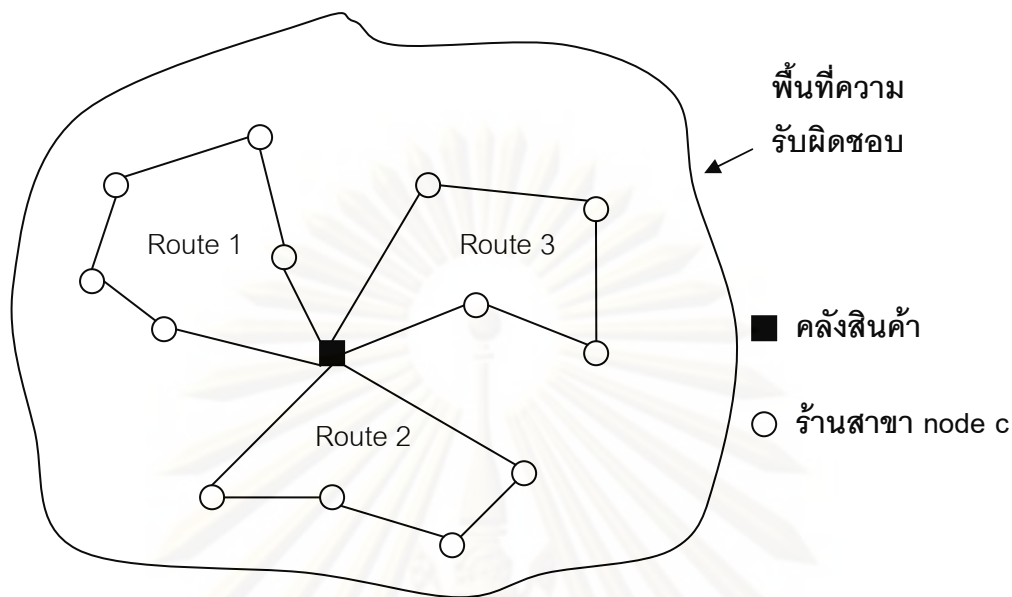 พื้นที่ความ
รับผิดชอบ
Route 1
Route 3
คลังสินค้า
ร้านสาขา node c
Route 2